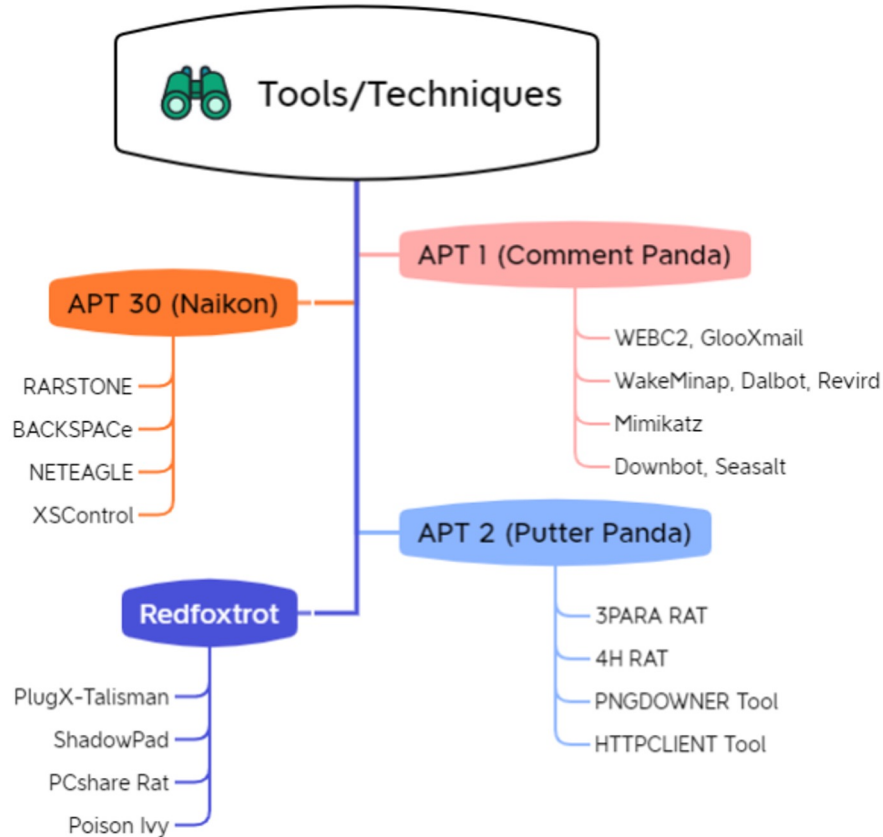 Tools/Techniques
APT 1 (Comment Panda)
WEBC2, GlooXmail
WakeMinap, Dalbot, Revird
Mimikatz
Downbot, Seasalt
APT 30 (Naikon)
RARSTONE
BACKSPACe
NETEAGLE
XSControl
APT 2 (Putter Panda)
3PARA RAT
4H RAT
PNGDOWNER Tool
HTTPCLIENT Tool
Redfoxtrot
PlugX-Talisman
ShadowPad
PCshare Rat
Poison Ivy